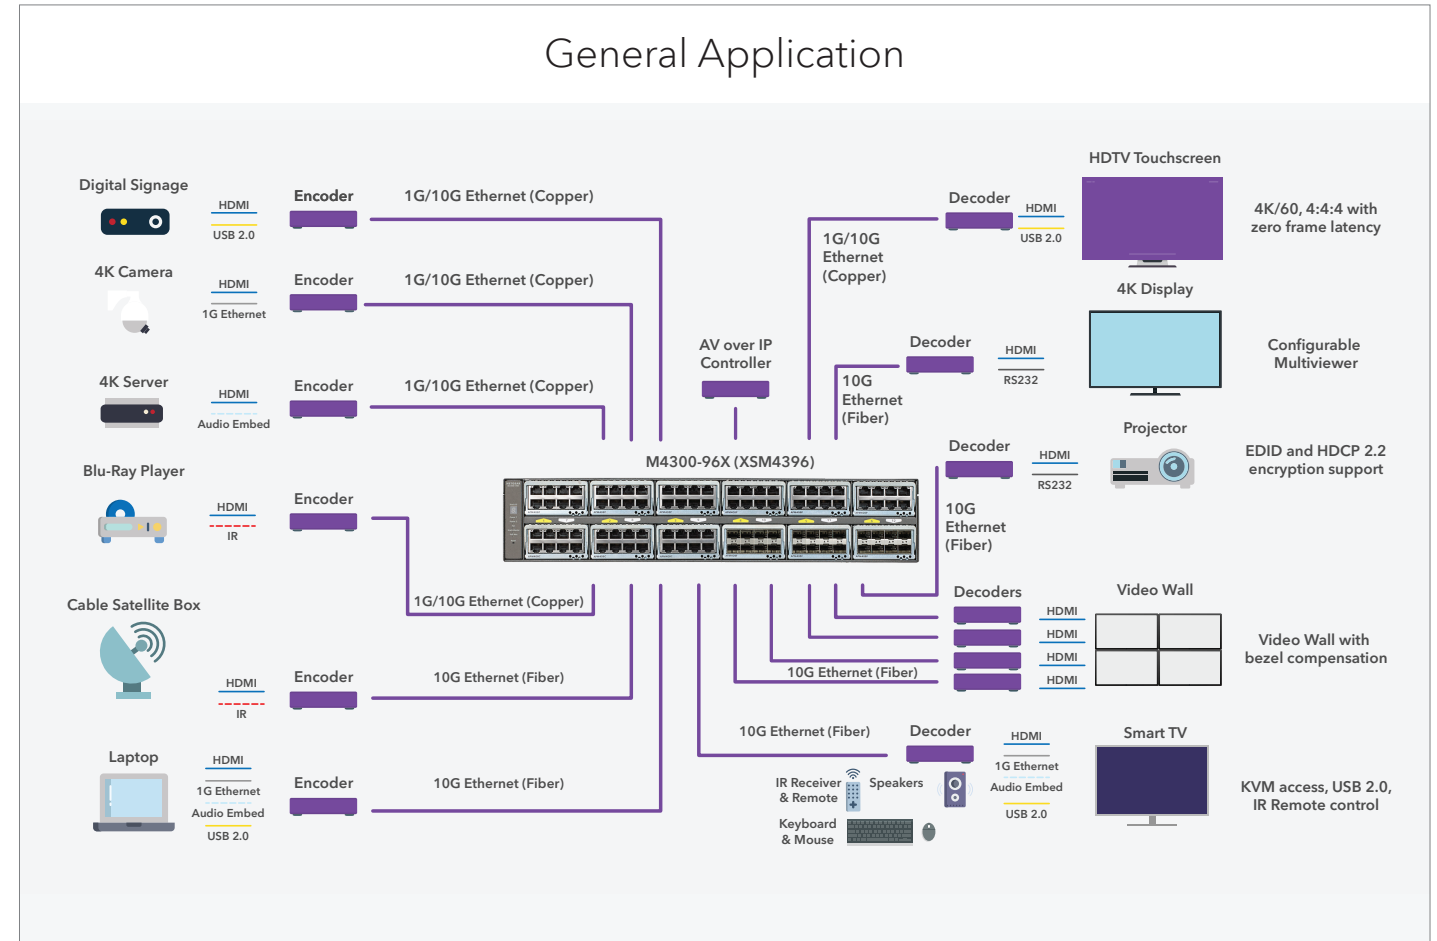 General Application
Digital Signage
HDMI
USB 2.0
Encoder
1G/10G Ethernet (Copper)
4K Camera
HDMI
1G Ethernet
Encoder
1G/10G Ethernet (Copper)
4K Server
HDMI
Audio Embed
Encoder
1G/10G Ethernet (Copper)
Blu-Ray Player
HDMI
IR
Encoder
1G/10G Ethernet (Copper)
Cable Satellite Box
HDMI
IR
Encoder
10G Ethernet (Fiber)
Laptop
HDMI
1G Ethernet
Audio Embed
USB 2.0
Encoder
10G Ethernet (Fiber)
AV over IP
Controller
M4300-96X (XSM4396)
HDTV Touchscreen
Decoder
HDMI
USB 2.0
1G/10G
Ethernet
(Copper)
4K/60, 4:4:4 with
zero frame latency
4K Display
Decoder
HDMI
RS232
10G
Ethernet
(Fiber)
Configurable
Multiviewer
Projector
Decoder
HDMI
RS232
10G
Ethernet
(Fiber)
EDID and HDCP 2.2
encryption support
Video Wall
Decoders
HDMI
HDMI
HDMI
HDMI
10G Ethernet (Fiber)
Video Wall with
bezel compensation
Smart TV
10G Ethernet (Fiber)
Decoder
HDMI
1G Ethernet
Audio Embed
USB 2.0
IR Receiver
& Remote
Speakers
Keyboard
& Mouse
KVM access, USB 2.0,
IR Remote control